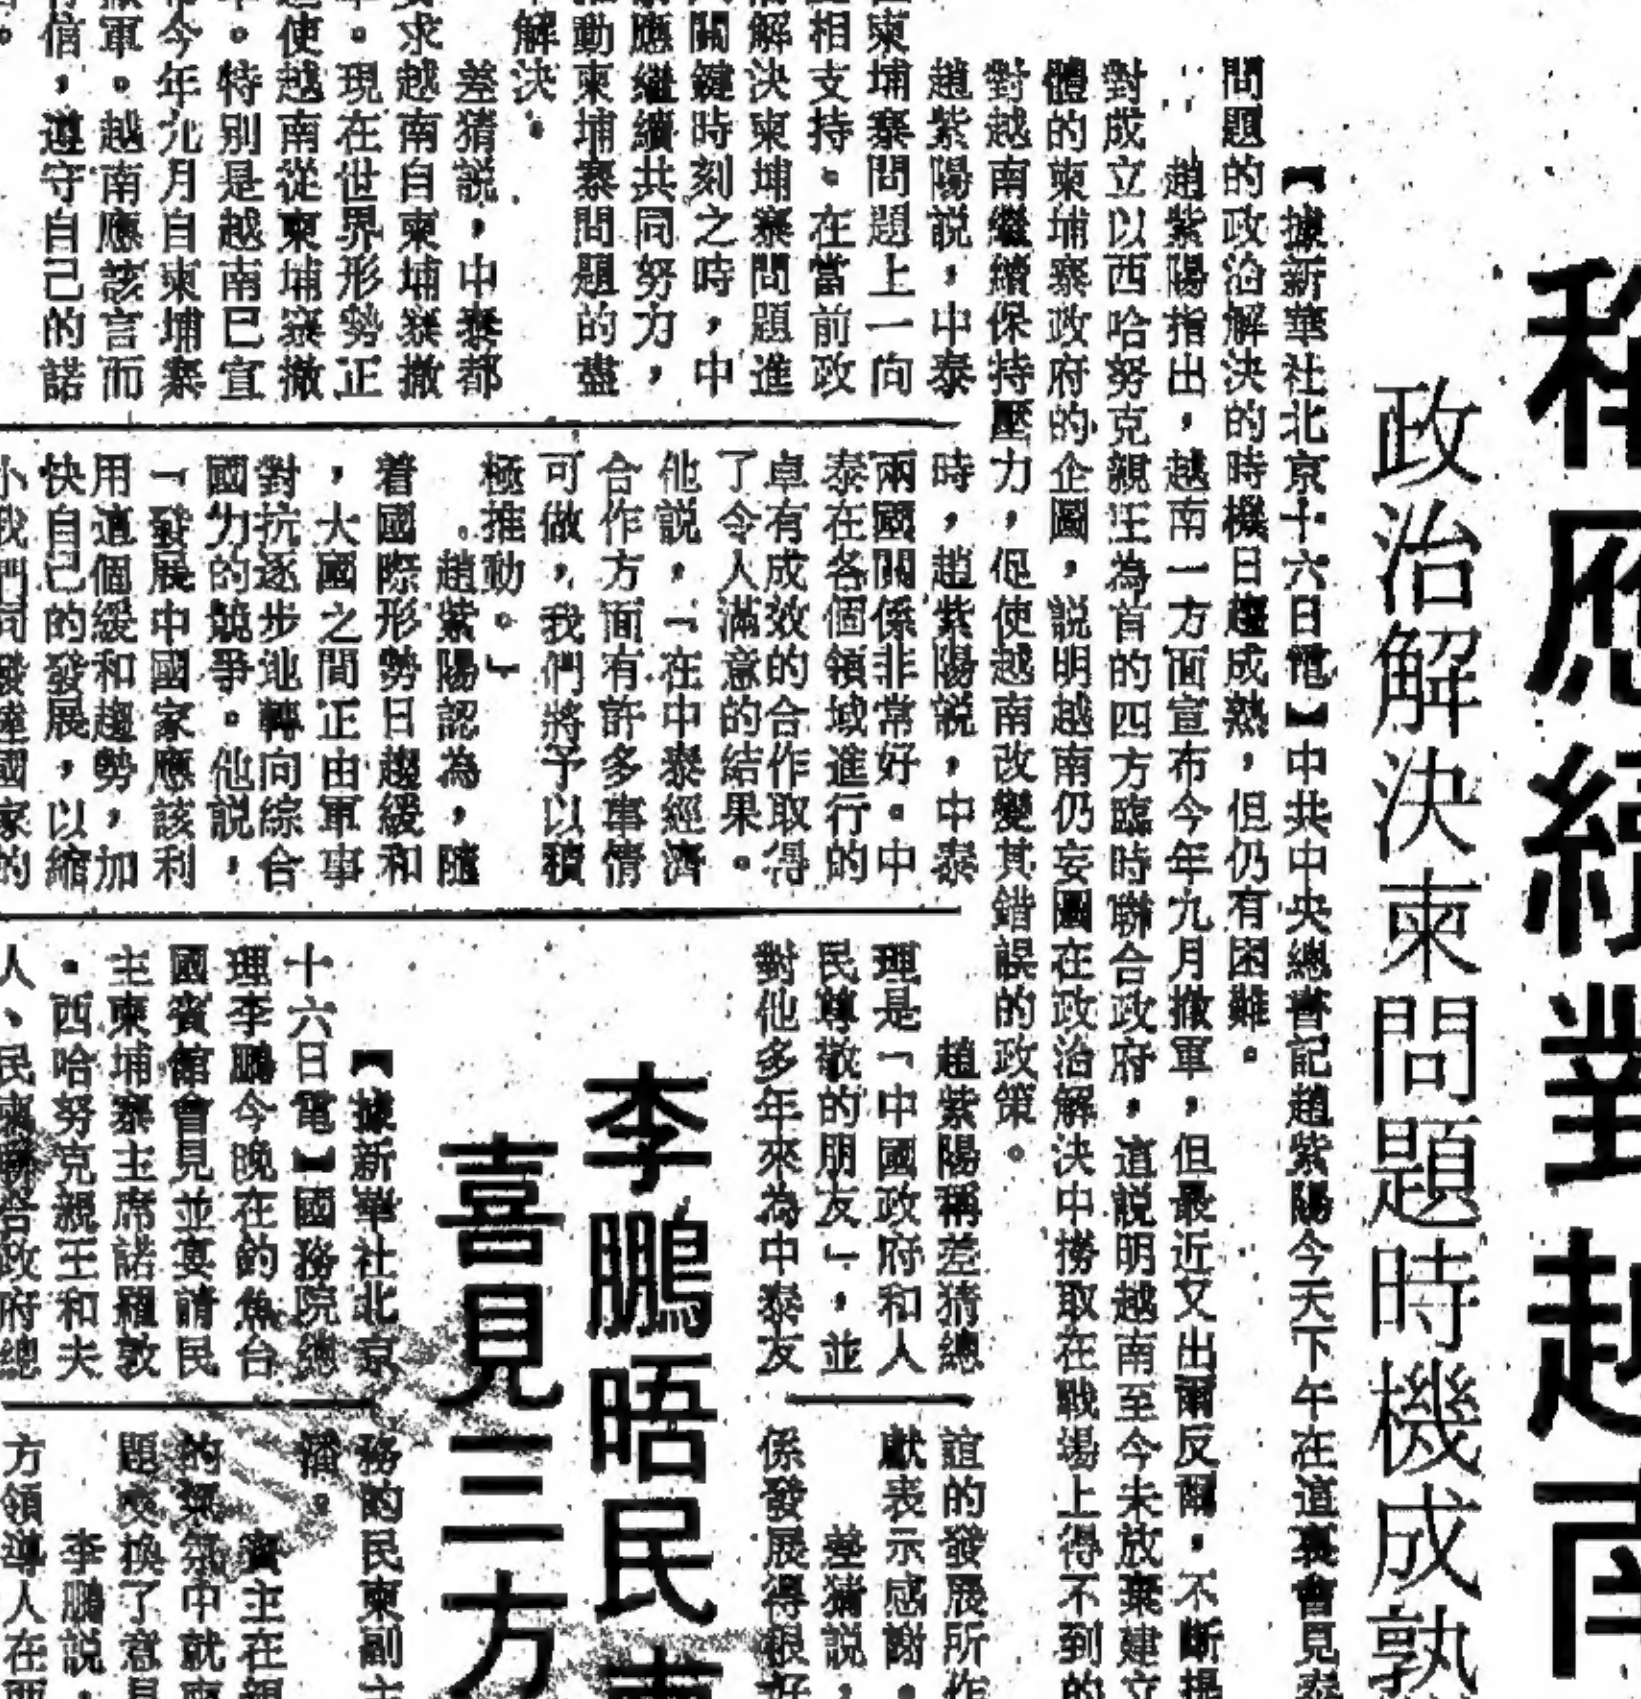 稱應續對越南
政治解決柬問題時機成熟
【據新華社北京十六日電】中共中央總書記趙紫陽今天下午在這裏會見泰
問題的政治解決的時機日趨成熟，但仍有困難。
趙紫陽指出，越南一方面宣布今年九月撤軍，但最近又出爾反爾，不斷提
對成立以西哈努克親王為首的四方臨時聯合政府，這説明越南至今未放棄建立
體的柬埔寨政府的企圖，説明越南仍妄圖在政治解決中撈取在戰場上得不到的
對越南繼續保持壓力，促使越南改變其錯誤的政策。
趙紫陽説，中泰
在柬埔寨問題上一向
互相支持。在當前政
治解決柬埔寨問題進
入關鍵時刻之時，中
泰應繼續共同努力，
推動柬埔寨問題的盡
早解決。
差猜説，中泰都
要求越南自柬埔寨撤
軍。現在世界形勢正
迫使越南從柬埔寨撤
軍。特别是越南已宣
布今年九月自柬埔寨
撤軍。越南應該言而
有信，遵守自己的諾
時，趙紫陽説，中泰
兩國關係非常好。中
泰在各個領域進行的
卓有成效的合作取得
了令人滿意的結果。
他説，「在中泰經濟
合作方面有許多事情
可做，我們將予以積
極推動。」
趙紫陽認為，隨
着國際形勢日趨緩和
，大國之間正由軍事
對抗逐步地轉向綜合
國力的競爭。他説，
「發展中國家應該利
用這個緩和趨勢，加
快自己的發展，以縮
小我們同發達國家的
趙紫陽稱差猜總
理是「中國政府和人
民尊敬的朋友」，並
對他多年來為中泰友
誼的發展所作
獻表示感謝。
差猜説，
係發展得很好
李鵬晤民柬
喜見三方
【據新華社北京
十六日電】國務院總
理李鵬今晚在釣魚台
國賓館會見並宴請民
主柬埔寨主席諾羅敦
・西哈努克親王和夫
人、民柬聯合政府總
務的民柬副主
潘。
賓主在親
的氣氛中就柬
題交換了意見
李鵬説，
方領導人在西